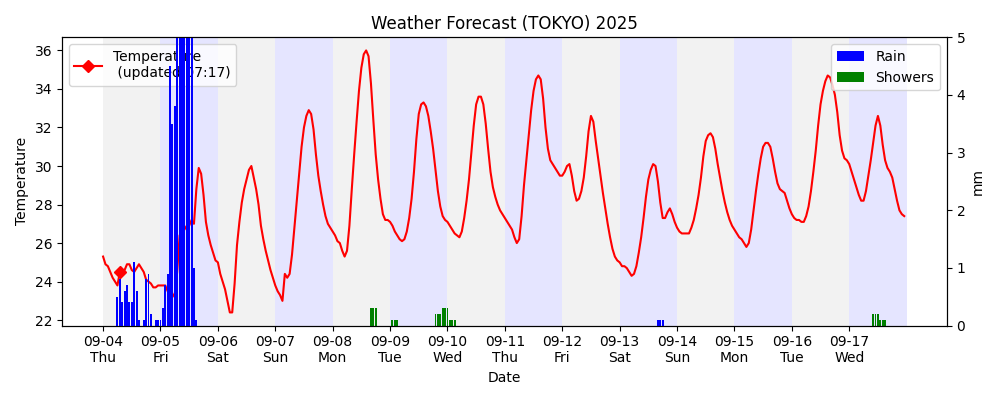 Weather Forecast (TOKYO) 2025
Temperature
(updated 07:17)
Rain
Showers
Temperature
36
34
32
30
28
26
24
22
5
4
3
2
1
0
mm
09-04 09-05 09-06 09-07 09-08 09-09 09-10 09-11 09-12 09-13 09-14 09-15 09-16 09-17
Thu Fri Sat Sun Mon Tue Wed Thu Fri Sat Sun Mon Tue Wed
Date